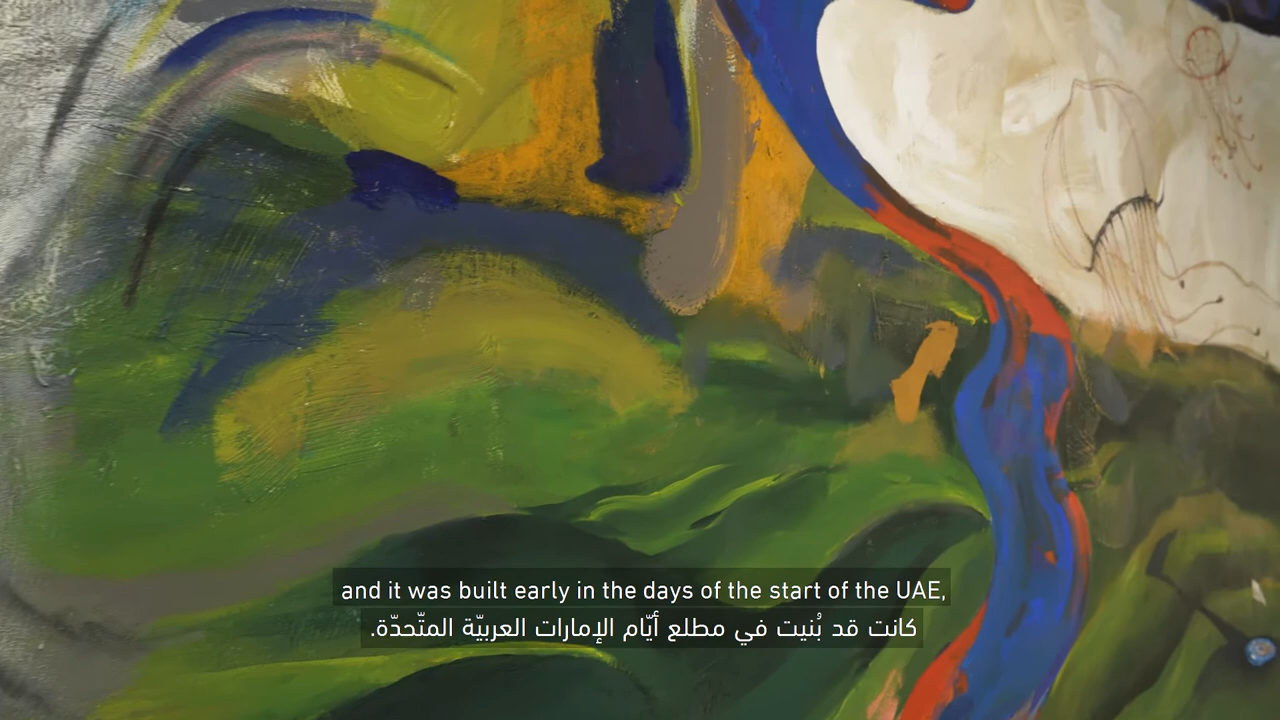 and it was built early in the days of the start of the UAE,
كانت قد بُنيت في مطلع أيّام الإمارات العربيّة المتّحدّة.